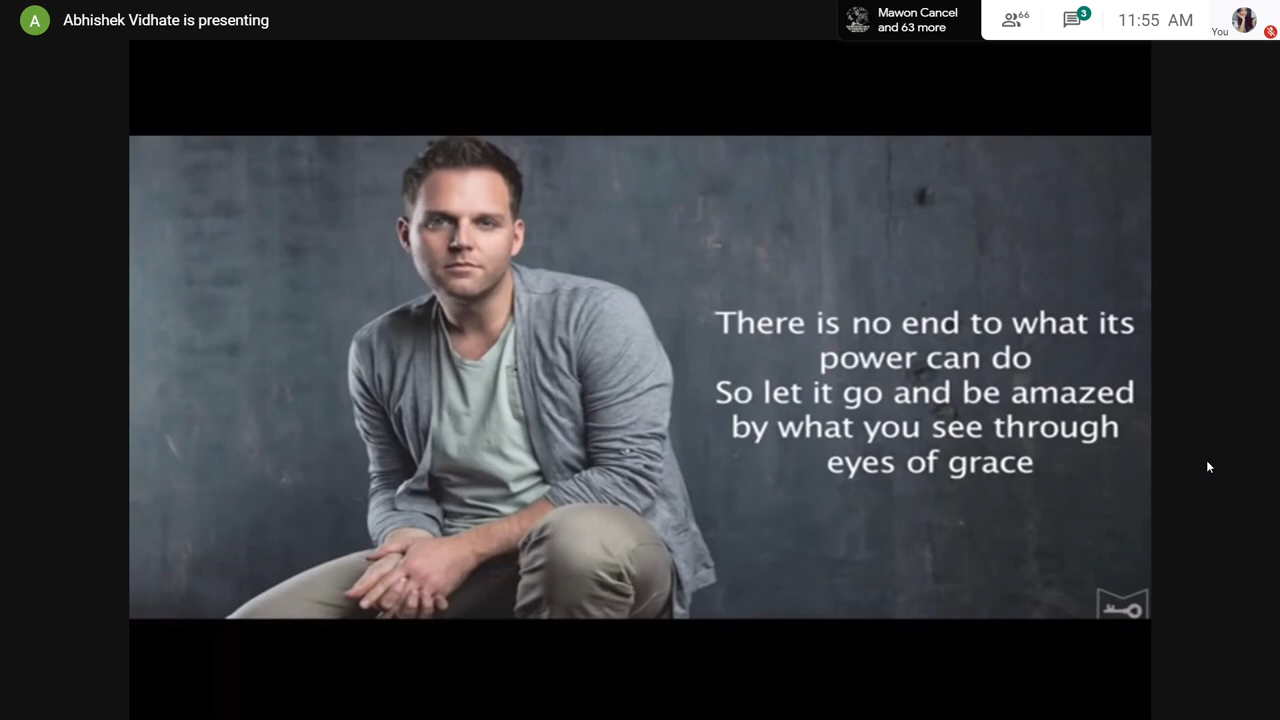 A
Abhishek Vidhate is presenting
Mawon Cancel
and 63 more
66
3
11:55 AM
You
There is no end to what its
power can do
So let it go and be amazed
by what you see through
eyes of grace